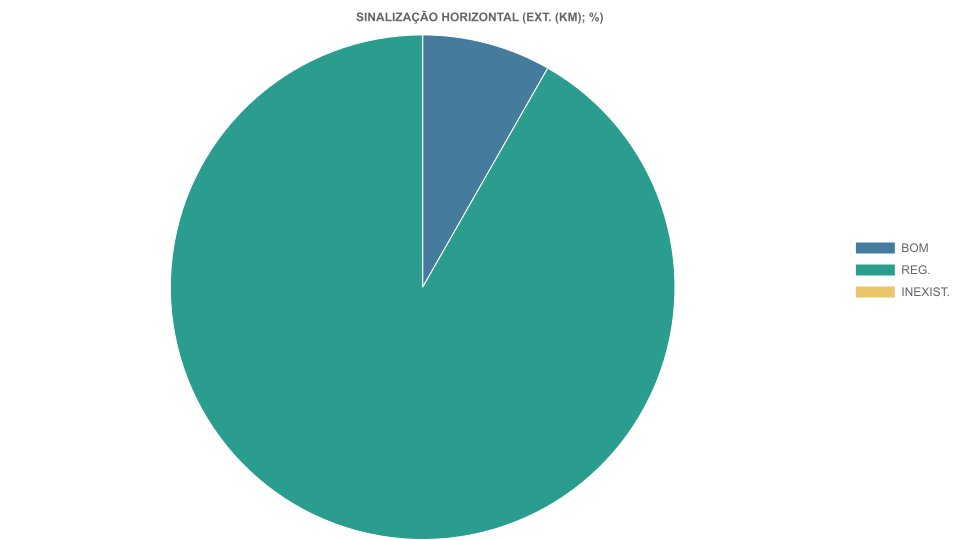 SINALIZAÇÃO HORIZONTAL (EXT. (KM); %)
BOM
REG.
INEXIST.